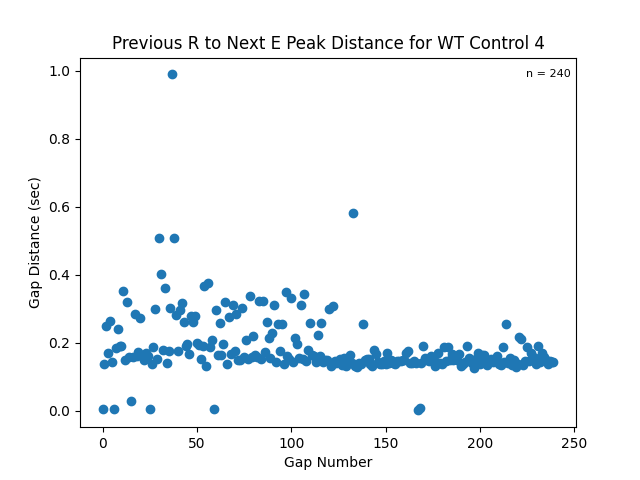 Previous R to Next E Peak Distance for WT Control 4
n = 240
Gap Distance (sec)
1.0
0.8
0.6
0.4
0.2
0.0
0 50 100 150 200 250
Gap Number